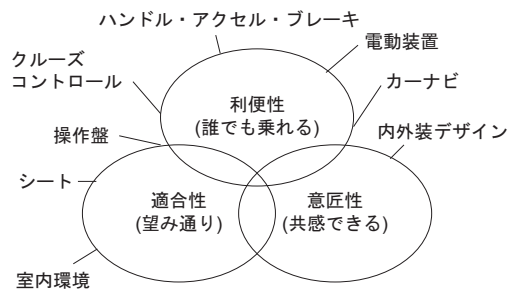 ハンドル・アクセル・ブレーキ
電動装置
クルーズ
コントロール
カーナビ
利便性
(誰でも乗れる)
操作盤
内外装デザイン
シート
適合性
(望み通り)
意匠性
(共感できる)
室内環境